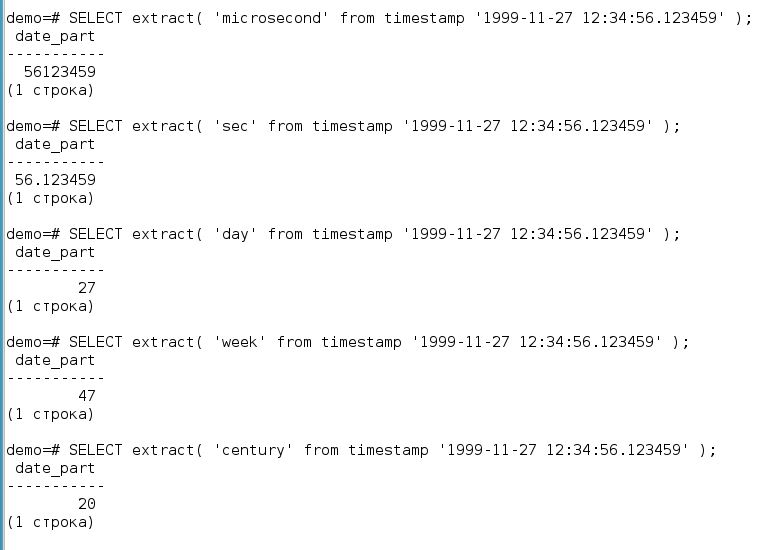 demo=# SELECT extract( 'microsecond' from timestamp '1999-11-27 12:34:56.123459' );
 date_part
-----------
  56123459
(1 строка)

demo=# SELECT extract( 'sec' from timestamp '1999-11-27 12:34:56.123459' );
 date_part
-----------
 56.123459
(1 строка)

demo=# SELECT extract( 'day' from timestamp '1999-11-27 12:34:56.123459' );
 date_part
-----------
        27
(1 строка)

demo=# SELECT extract( 'week' from timestamp '1999-11-27 12:34:56.123459' );
 date_part
-----------
        47
(1 строка)

demo=# SELECT extract( 'century' from timestamp '1999-11-27 12:34:56.123459' );
 date_part
-----------
        20
(1 строка)